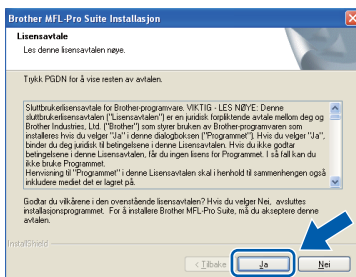 Brother MFL-Pro Suite Installasjon
Lisensavtale
Les denne lisensavtalen nøye.
Trykk PGDN for å vise resten av avtalen.
Sluttbrukerlisensavtale for Brother-programvare. VIKTIG - LES NØYE: Denne
sluttbrukerlisensavtalen ("Lisensavtalen") er en juridisk forpliktende avtale mellom deg og
Brother Industries, Ltd. ("Brother") som styrer bruken av Brother-programvaren som
installeres hvis du velger "Ja" i denne dialogboksen ("Programmet"). Hvis du velger "Ja",
binder du deg juridisk til betingelsene i denne Lisensavtalen. Hvis du ikke godtar
betingelsene i denne Lisensavtalen, får du ingen lisens for Programmet. I så fall kan du
ikke bruke Programmet.
Henvisning til "Programmet" i denne Lisensavtalen skal i henhold til sammenhengen også
inkludere mediet det er lagret på.
Godtar du vilkårene i den ovenstående lisensavtalen? Hvis du velger Nei, avsluttes
installasjonsprogrammet. For å installere Brother MFL-Pro Suite, må du akseptere denne
avtalen.
InstallShield
< Tilbake
Ja
Nei